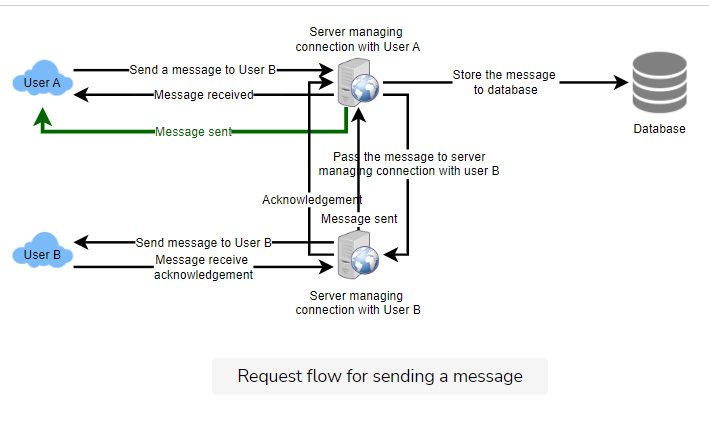 Server managing
connection with User A
User A
Send a message to User B
Message received
Message sent
Store the message
to database
Database
Pass the message to server
managing connection with user B
Acknowledgement
Message sent
User B
Send message to User B
Message receive
acknowledgement
Server managing
connection with User B
Request flow for sending a message